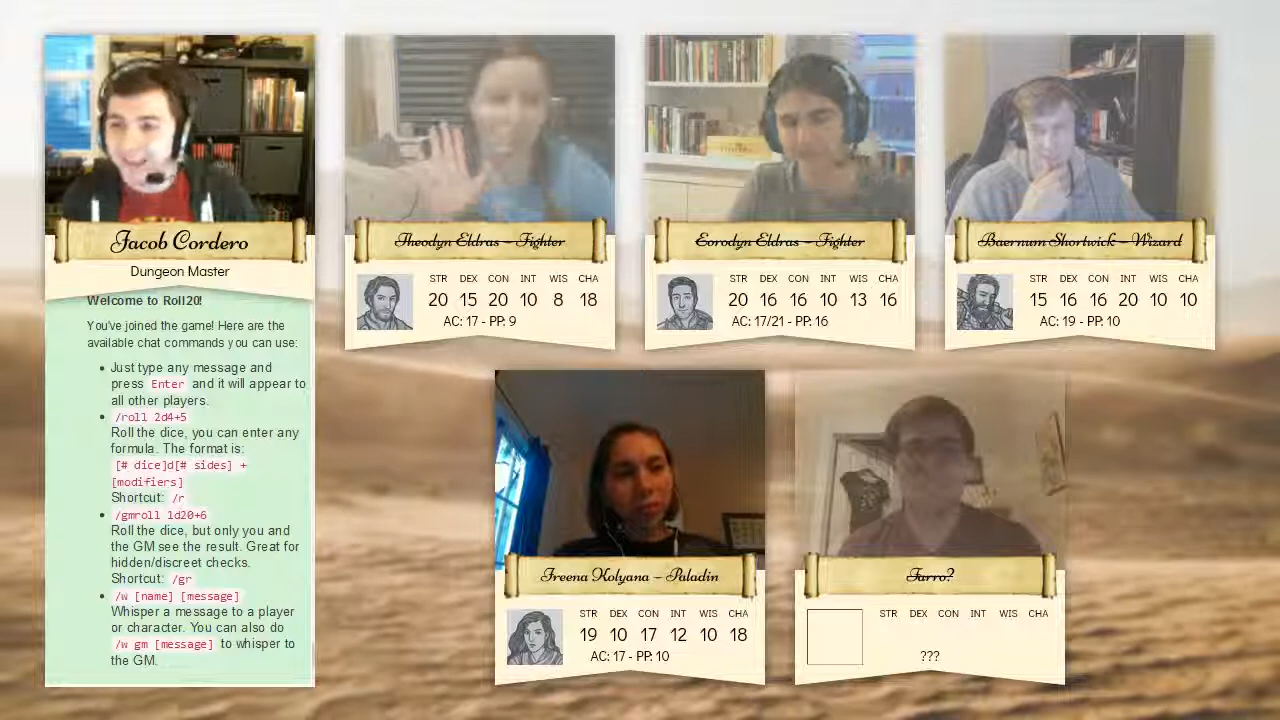 Jacob Cordero
Dungeon Master
Welcome to Roll20!
You've joined the game! Here are the
available chat commands you can use:
• Just type any message and
press Enter and it will appear to
all other players.
• /roll 2d4+5
Roll the dice, you can enter any
formula. The format is:
[# dice]d[# sides] +
[modifiers]
Shortcut: /r
• /gmroll 1d20+6
Roll the dice, but only you and
the GM see the result. Great for
hidden/discreet checks.
Shortcut: /gr
• /w [name] [message]
Whisper a message to a player
or character. You can also do
/w gm [message] to whisper to
the GM.
Theodyn Eldras – Fighter
STR DEX CON INT WIS CHA
20 15 20 10 8 18
AC: 17 - PP: 9
Eorodyn Eldras – Fighter
STR DEX CON INT WIS CHA
20 16 16 10 13 16
AC: 17/21 - PP: 16
Baernum Shortwick – Wizard
STR DEX CON INT WIS CHA
15 16 16 20 10 10
AC: 19 - PP: 10
Freena Kolyana – Paladin
STR DEX CON INT WIS CHA
19 10 17 12 10 18
AC: 17 - PP: 10
Farro?
STR DEX CON INT WIS CHA
???